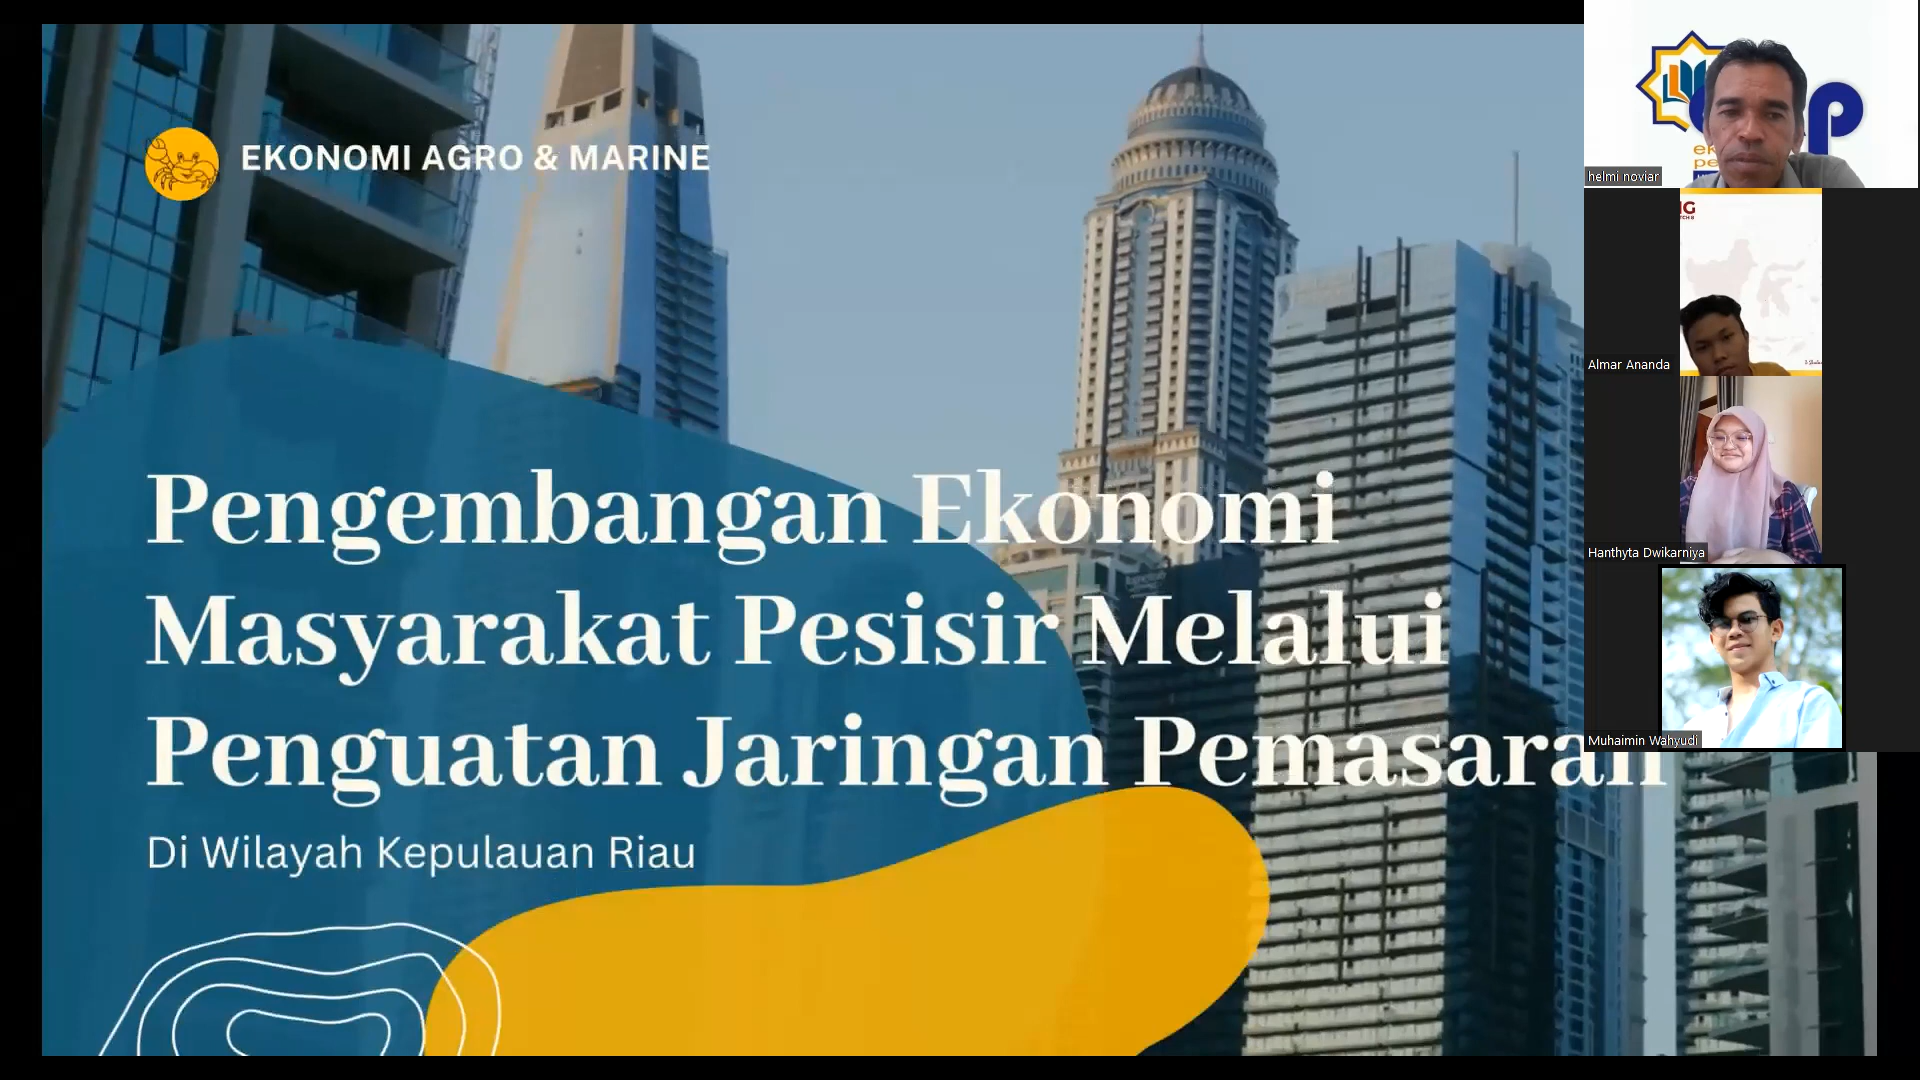 EKONOMI AGRO & MARINE
Pengembangan Ekonomi
Masyarakat Pesisir Melalui
Penguatan Jaringan Pemasaran
Di Wilayah Kepulauan Riau
helmi noviar
Almar Ananda
Hanthyta Dwikarniya
Muhaimin Wahyudi